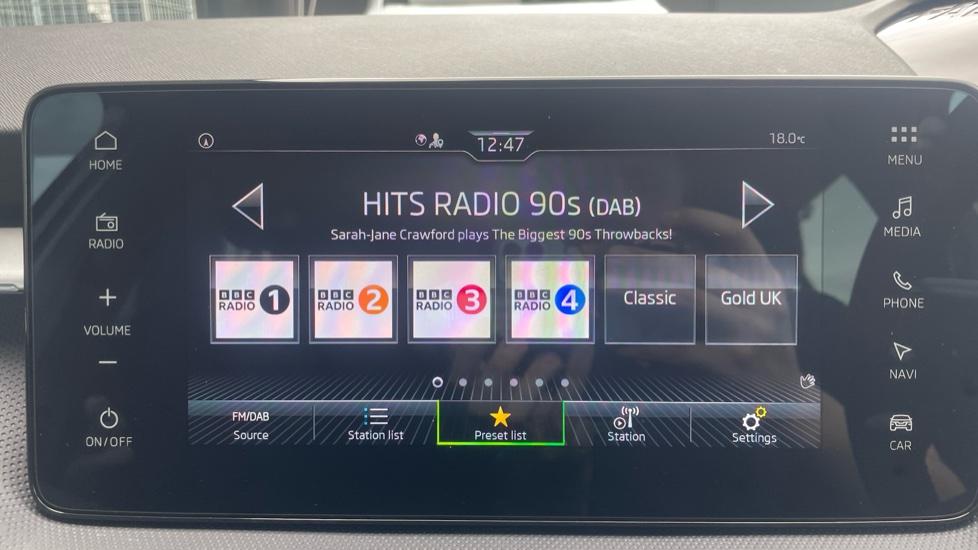 12:47
18.0°C
HOME
MENU
HITS RADIO 90s (DAB)
Sarah-Jane Crawford plays The Biggest 90s Throwbacks!
RADIO
MEDIA
BBC RADIO 1
BBC RADIO 2
BBC RADIO 3
BBC RADIO 4
Classic
Gold UK
VOLUME
PHONE
NAVI
FM/DAB
Source
Station list
Preset list
Station
Settings
ON/OFF
CAR